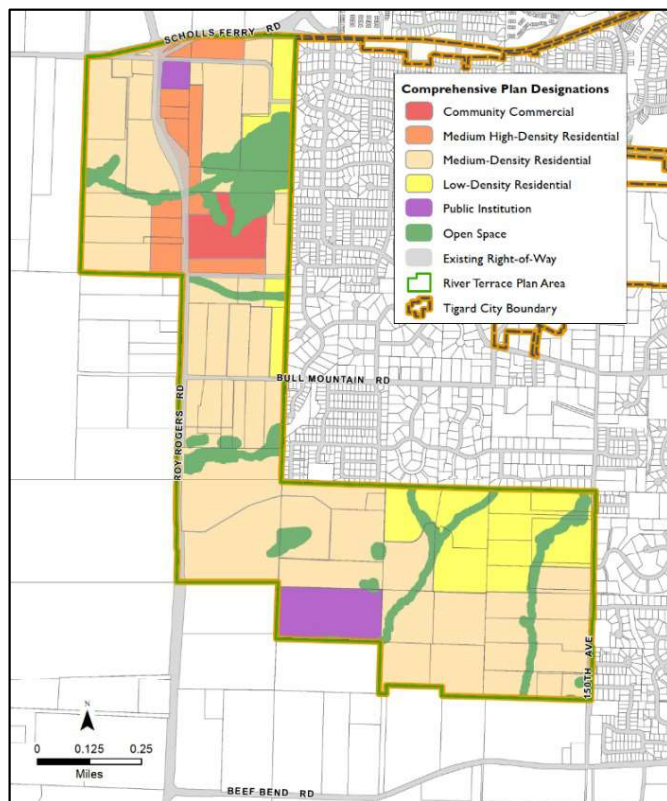 SCHOLLS FERRY RD
Comprehensive Plan Designations
Community Commercial
Medium High-Density Residential
Medium-Density Residential
Low-Density Residential
Public Institution
Open Space
Existing Right-of-Way
River Terrace Plan Area
Tigard City Boundary
BULL MOUNTAIN RD
ROY ROGERS RD
150TH AVE
N
0 0.125 0.25
Miles
BEEF BEND RD